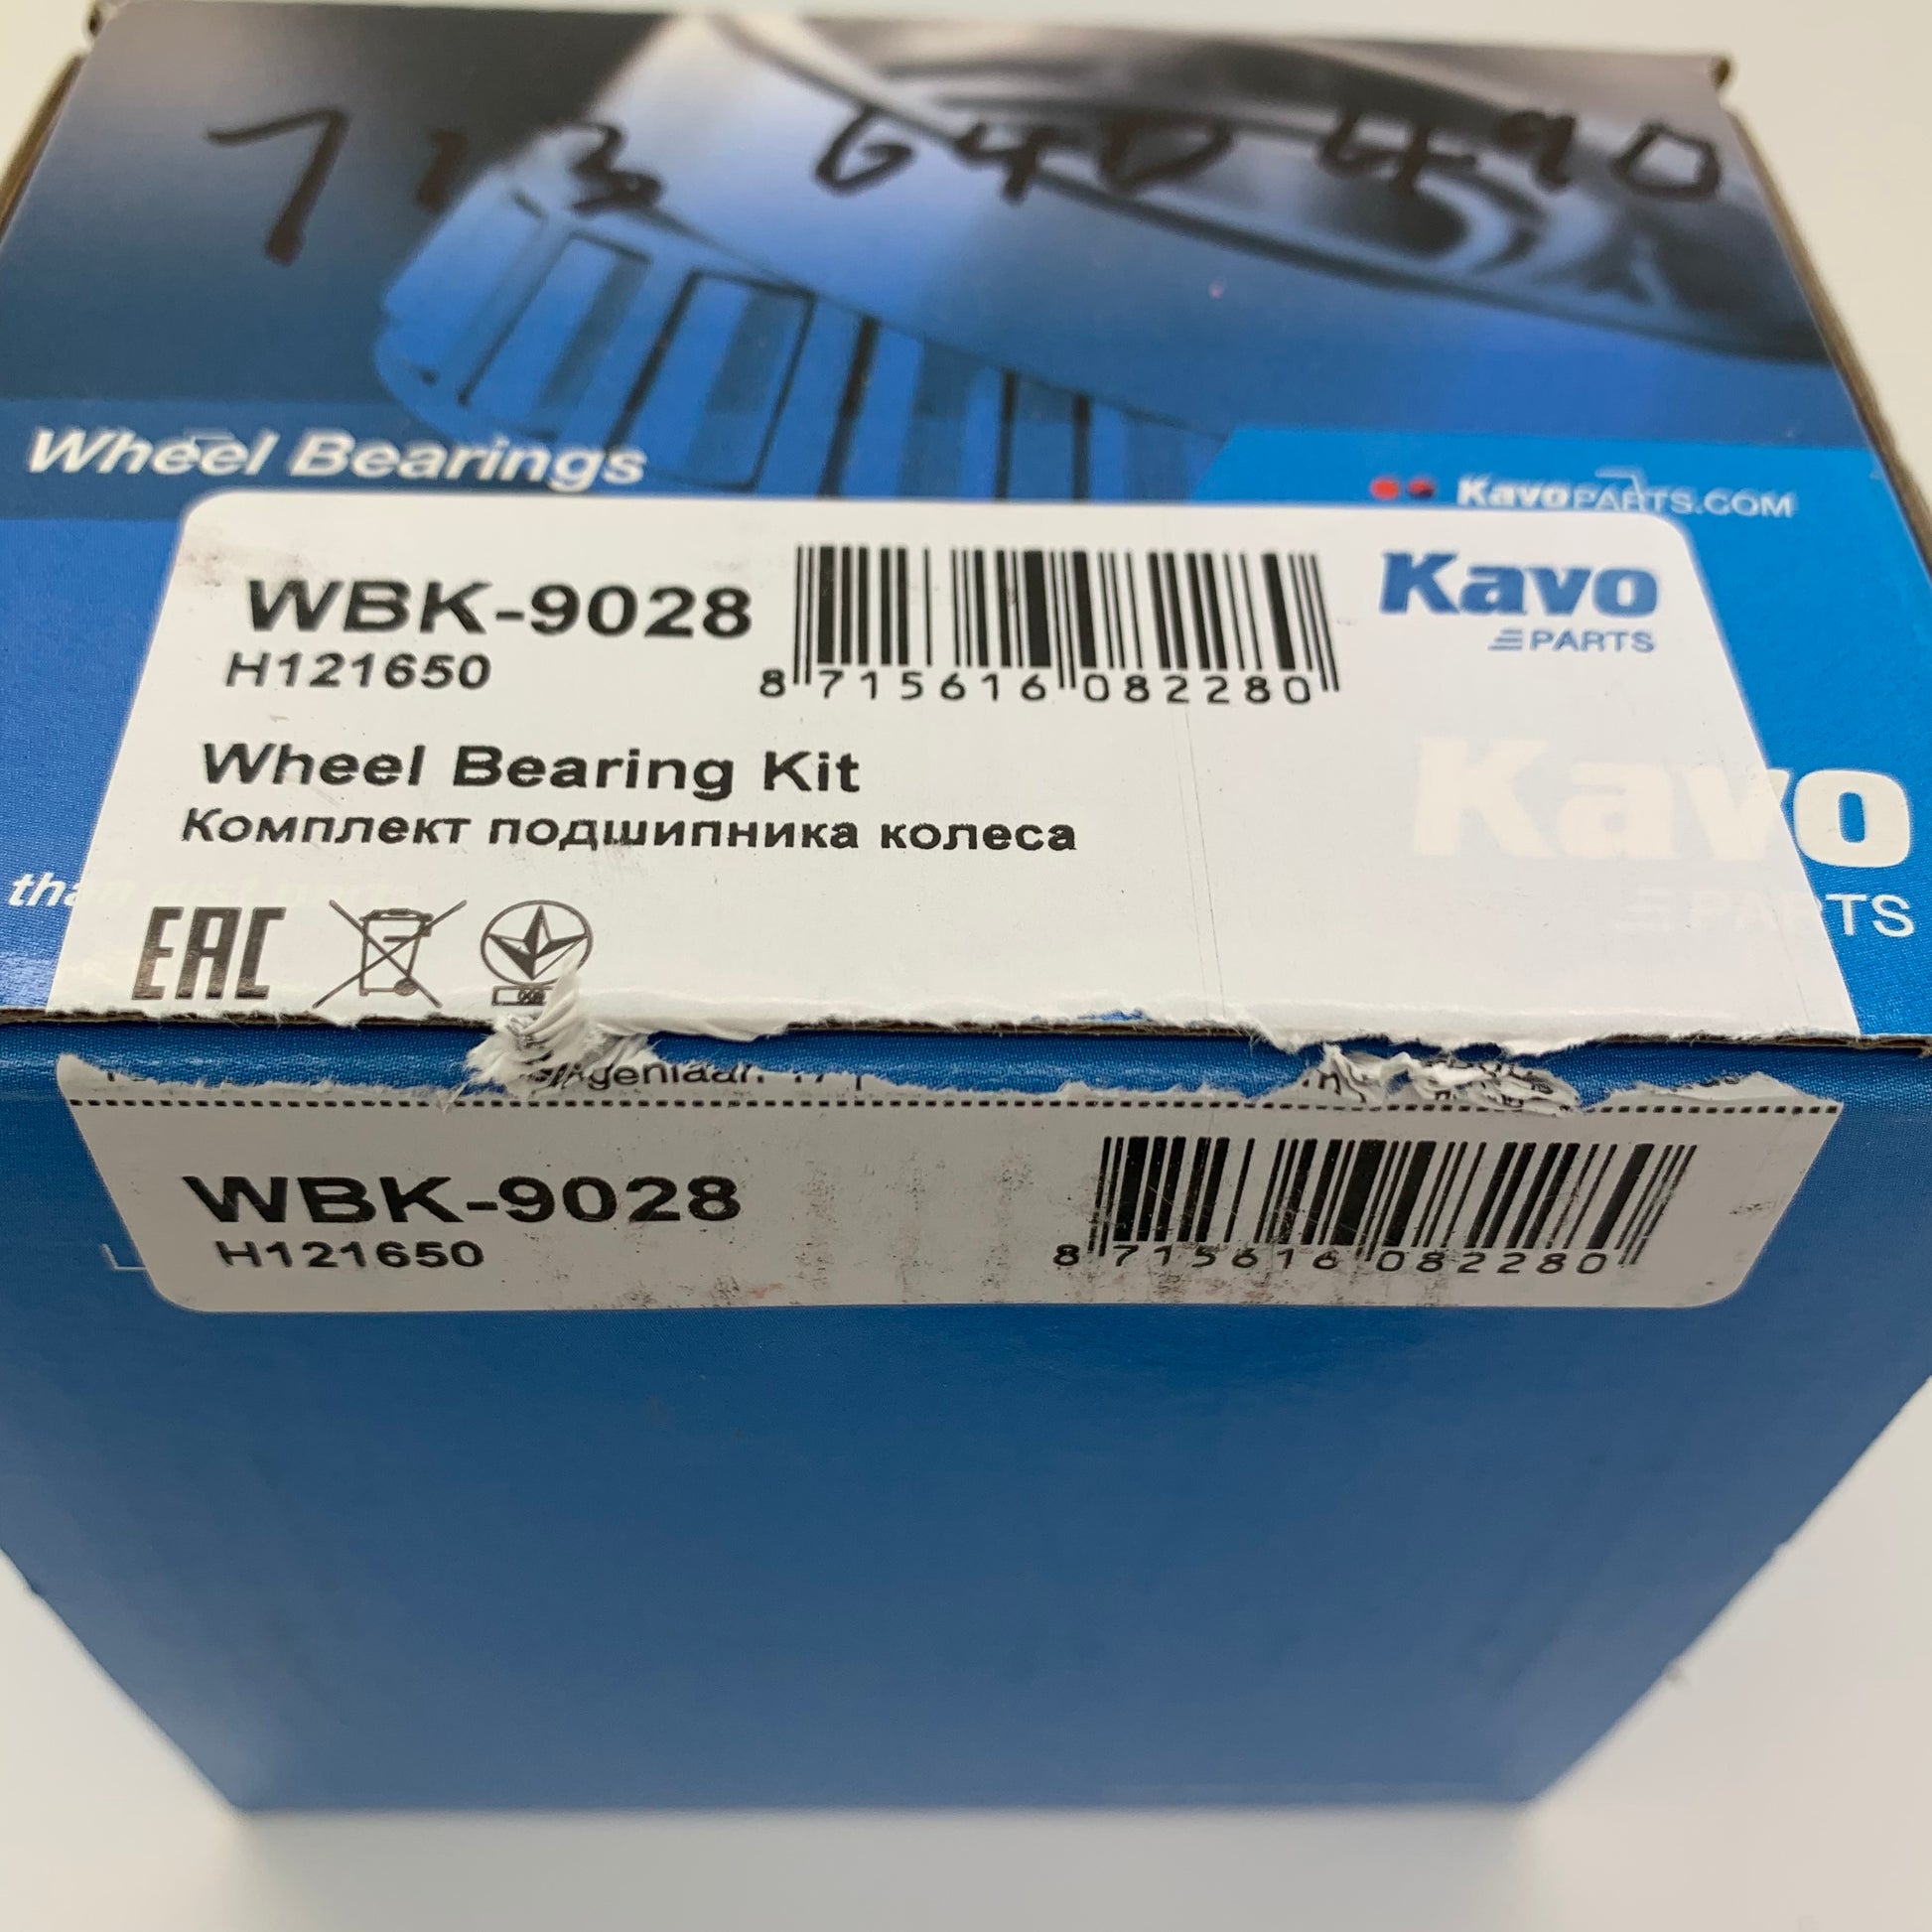 713 640 490
Wheel Bearings
KavoPARTS.COM
WBK-9028
H121650
8 715616 082280
Kavo
PARTS
Wheel Bearing Kit
Комплект подшипника колеса
Kavo
PARTS
EAC
WBK-9028
H121650
8 715616 082280